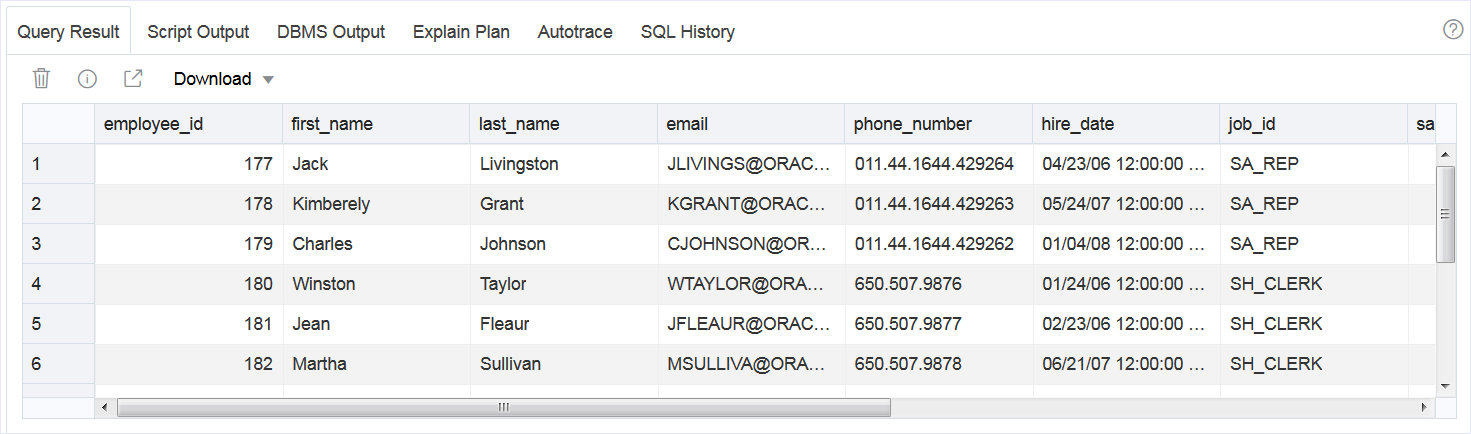 Query Result Script Output DBMS Output Explain Plan Autotrace SQL History
Download
employee_id first_name last_name email phone_number hire_date job_id sa
1 177 Jack Livingston JLIVINGS@ORAC... 011.44.1644.429264 04/23/06 12:00:00 ... SA_REP
2 178 Kimberely Grant KGRANT@ORAC... 011.44.1644.429263 05/24/07 12:00:00 ... SA_REP
3 179 Charles Johnson CJOHNSON@OR... 011.44.1644.429262 01/04/08 12:00:00 ... SA_REP
4 180 Winston Taylor WTAYLOR@ORA... 650.507.9876 01/24/06 12:00:00 ... SH_CLERK
5 181 Jean Fleaur JFLEAUR@ORAC... 650.507.9877 02/23/06 12:00:00 ... SH_CLERK
6 182 Martha Sullivan MSULLIVA@ORA... 650.507.9878 06/21/07 12:00:00 ... SH_CLERK